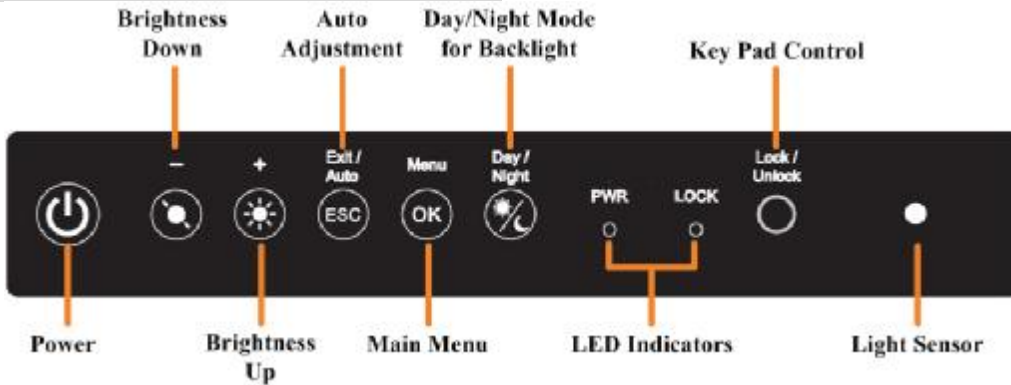 Brightness
Down
Auto
Adjustment
Day/Night Mode
for Backlight
Key Pad Control
−
+
Exit /
Auto
Menu
Day /
Night
Lock /
Unlock
PWR
LOCK
ESC
OK
Power
Brightness
Up
Main Menu
LED Indicators
Light Sensor